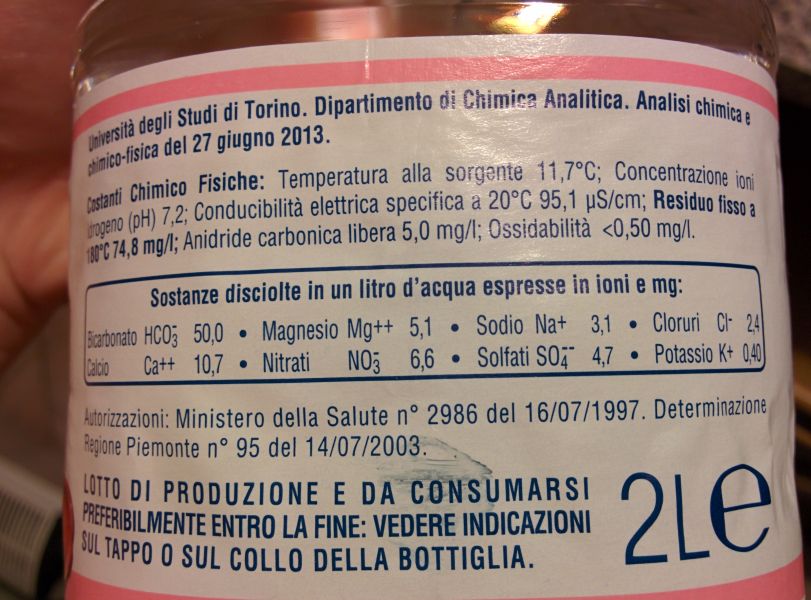 Università degli Studi di Torino. Dipartimento di Chimica Analitica. Analisi chimica e
chimico-fisica del 27 giugno 2013.
Costanti Chimico Fisiche: Temperatura alla sorgente 11,7°C; Concentrazione ioni
idrogeno (pH) 7,2; Conducibilità elettrica specifica a 20°C 95,1 µS/cm; Residuo fisso a
180°C 74,8 mg/l; Anidride carbonica libera 5,0 mg/l; Ossidabilità <0,50 mg/l.
Sostanze disciolte in un litro d'acqua espresse in ioni e mg:
Bicarbonato HCO3- 50,0 • Magnesio Mg++ 5,1 • Sodio Na+ 3,1 • Cloruri Cl- 2,4
Calcio Ca++ 10,7 • Nitrati NO3- 6,6 • Solfati SO4-- 4,7 • Potassio K+ 0,40
Autorizzazioni: Ministero della Salute n° 2986 del 16/07/1997. Determinazione
Regione Piemonte n° 95 del 14/07/2003.
LOTTO DI PRODUZIONE E DA CONSUMARSI
PREFERIBILMENTE ENTRO LA FINE: VEDERE INDICAZIONI
SUL TAPPO O SUL COLLO DELLA BOTTIGLIA.
2L℮